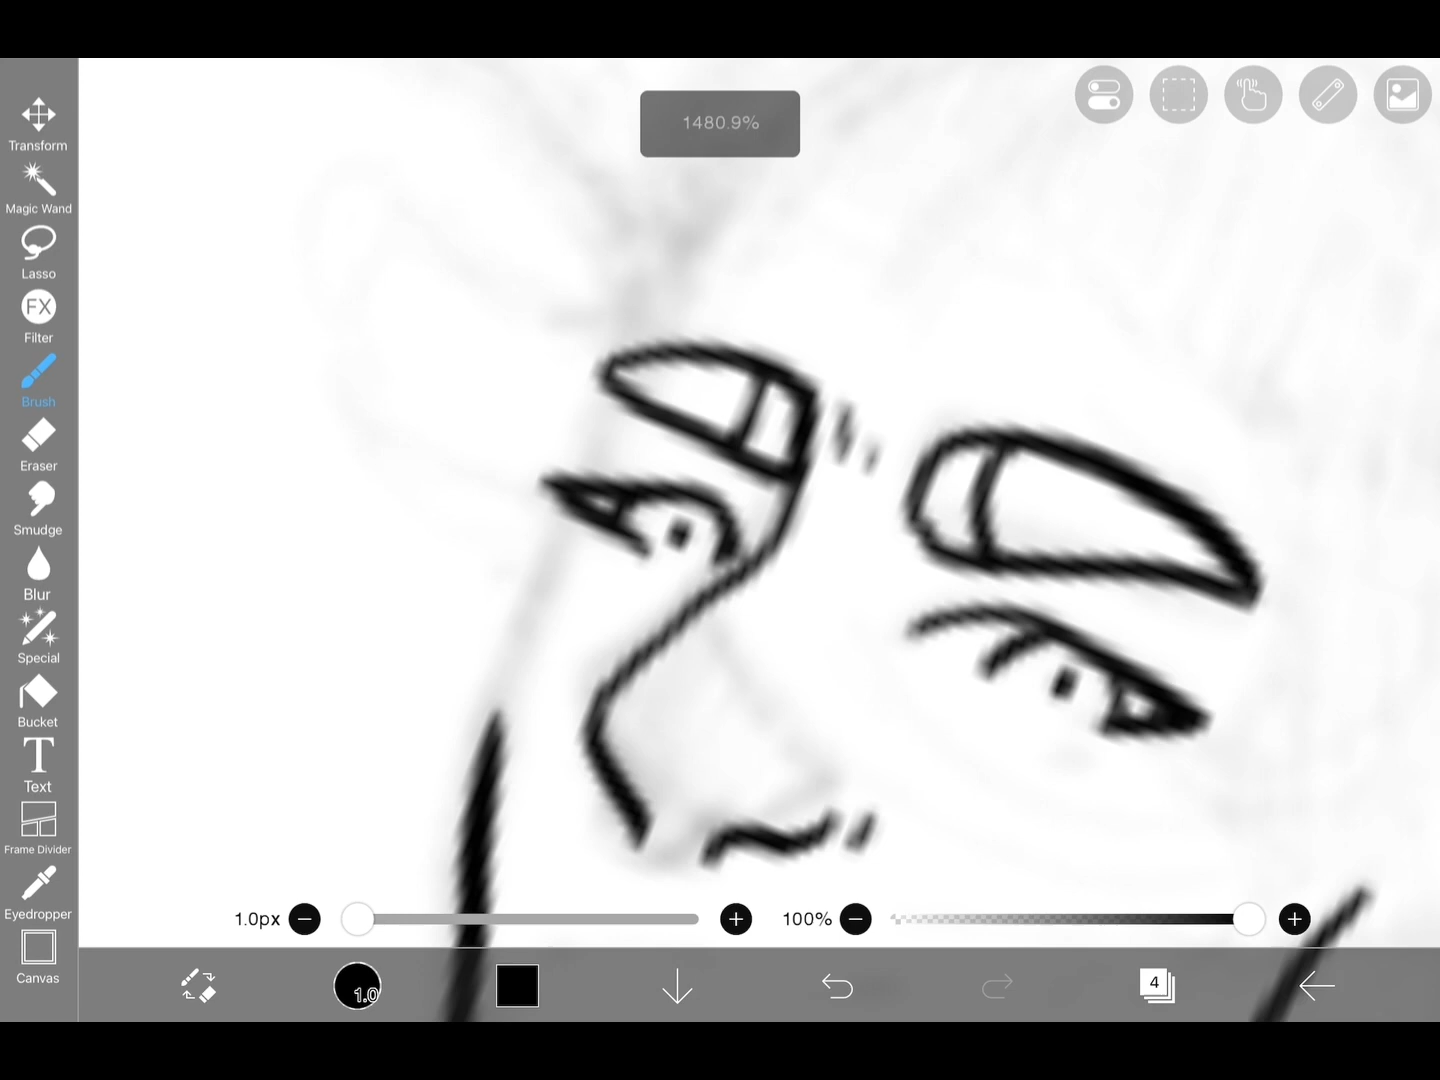 1480.9%
Transform
Magic Wand
Lasso
FX
Filter
Brush
Eraser
Smudge
Blur
Special
Bucket
T
Text
Frame Divider
Eyedropper
Canvas
1.0px
100%
1.0
4